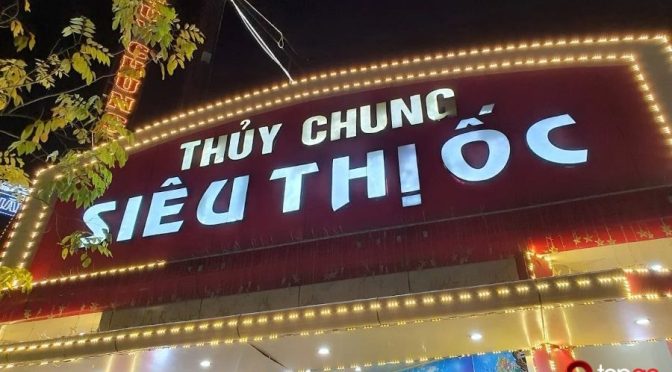 THỦY CHUNG
SIÊU THỊ ỐC